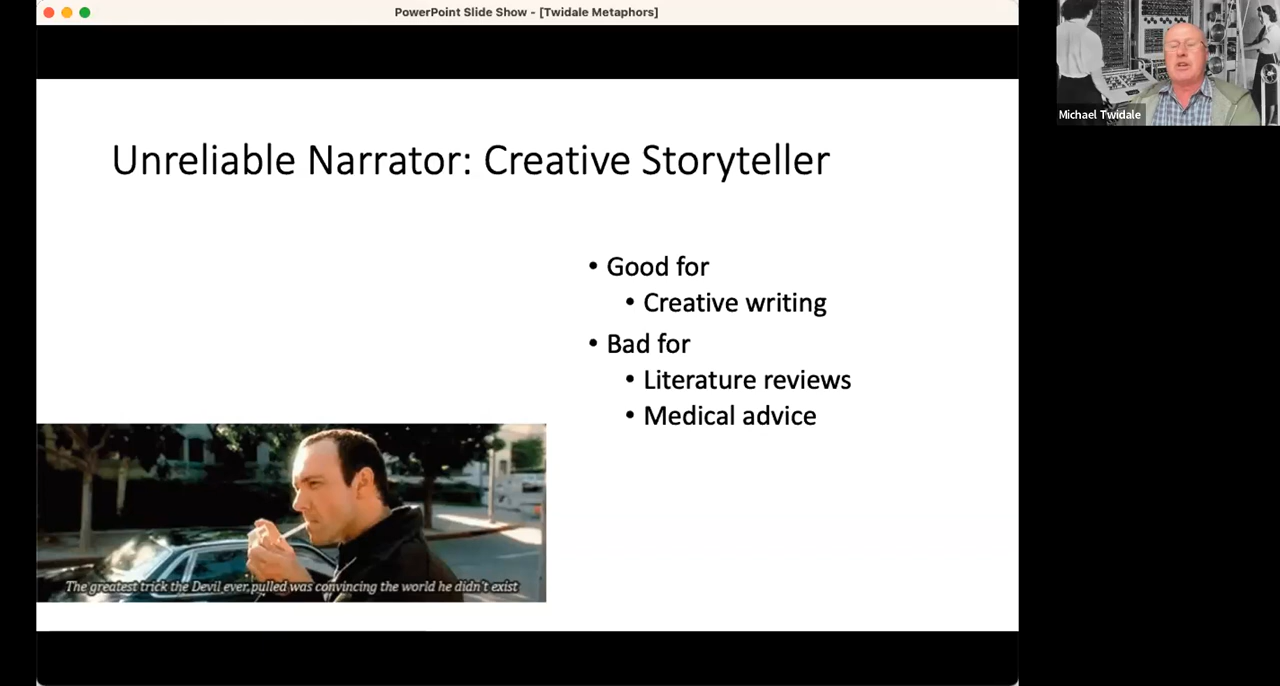 PowerPoint Slide Show - [Twidale Metaphors]
Michael Twidale
Unreliable Narrator: Creative Storyteller
• Good for
• Creative writing
• Bad for
• Literature reviews
• Medical advice
The greatest trick the Devil ever pulled was convincing the world he didn't exist